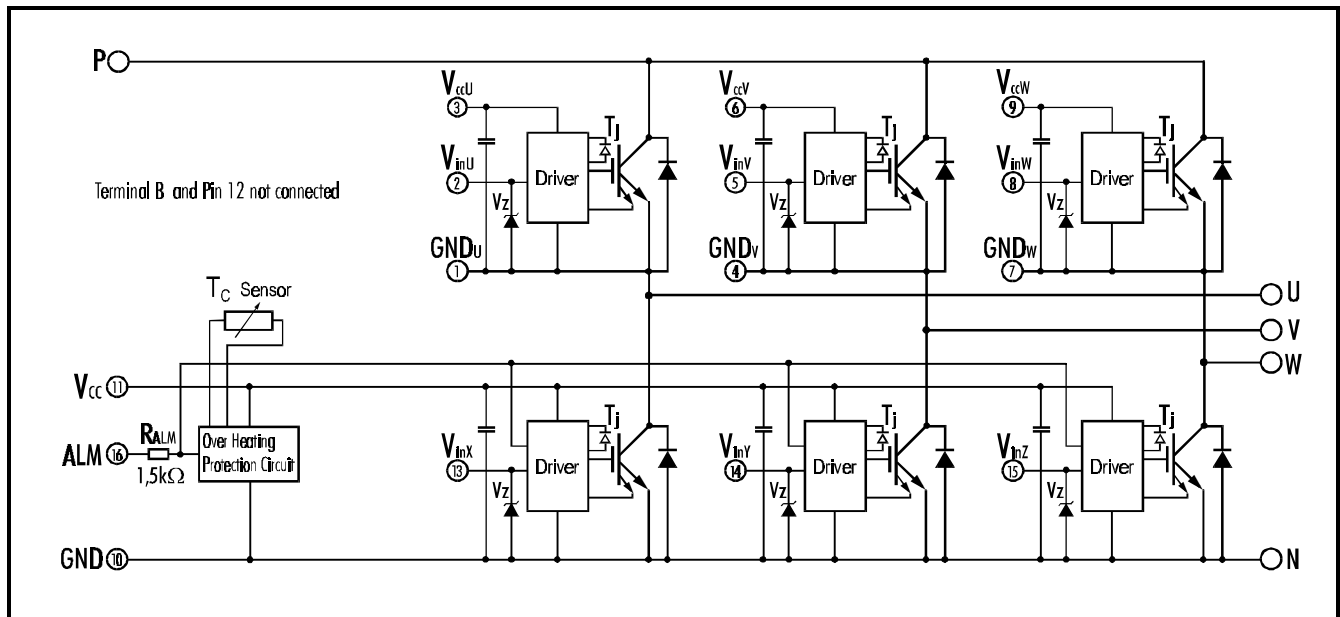 P
VccU VccV VccW
3 6 9
Tj Tj Tj
VinU VinV VinW
2 5 8
Driver Driver Driver
Terminal B and Pin 12 not connected
Vz Vz Vz
GNDU GNDV GNDW
1 4 7
TC Sensor
U
V
W
VCC 11
Tj Tj Tj
RALM
Over Heating
Protection Circuit
ALM 16
1,5kΩ
VinX VinY VinZ
13 14 15
Driver Driver Driver
Vz Vz Vz
GND 10
N